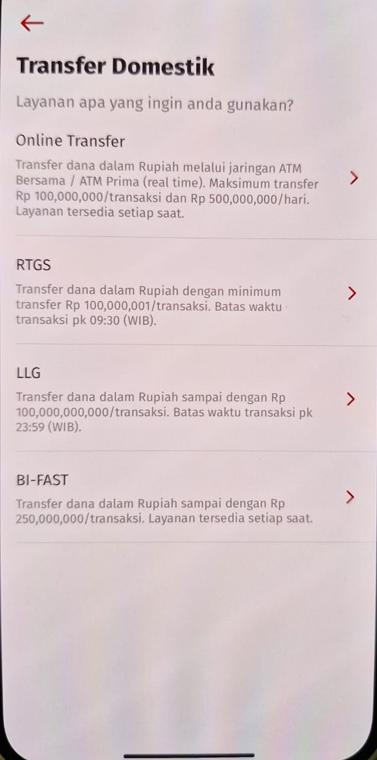 Transfer Domestik
Layanan apa yang ingin anda gunakan?
Online Transfer
Transfer dana dalam Rupiah melalui jaringan ATM
Bersama / ATM Prima (real time). Maksimum transfer
Rp 100,000,000/transaksi dan Rp 500,000,000/hari.
Layanan tersedia setiap saat.
RTGS
Transfer dana dalam Rupiah dengan minimum
transfer Rp 100,000,001/transaksi. Batas waktu
transaksi pk 09:30 (WIB).
LLG
Transfer dana dalam Rupiah sampai dengan Rp
100,000,000,000/transaksi. Batas waktu transaksi pk
23:59 (WIB).
BI-FAST
Transfer dana dalam Rupiah sampai dengan Rp
250,000,000/transaksi. Layanan tersedia setiap saat.